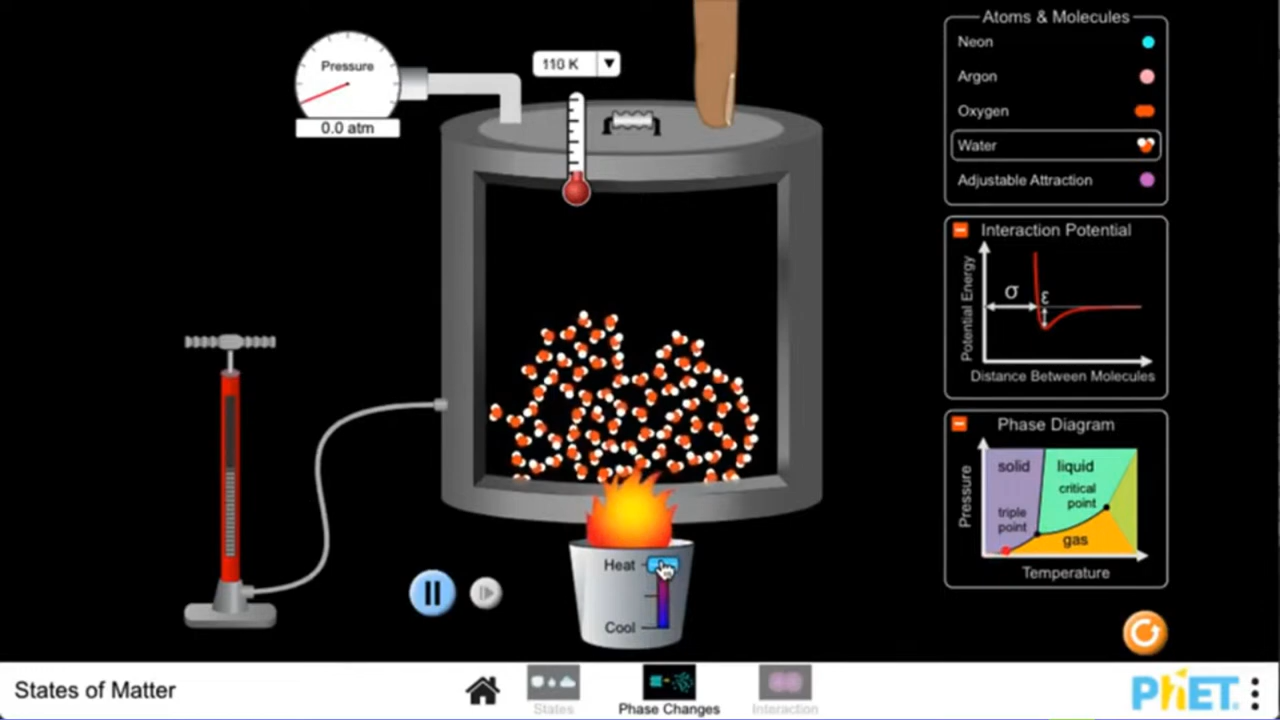 Pressure
0.0 atm
110 K
Atoms & Molecules
Neon
Argon
Oxygen
Water
Adjustable Attraction
Interaction Potential
Potential Energy
σ
ε
Distance Between Molecules
Phase Diagram
Pressure
solid
liquid
critical
point
triple
point
gas
Temperature
Heat
Cool
States of Matter
States
Phase Changes
Interaction
PhET